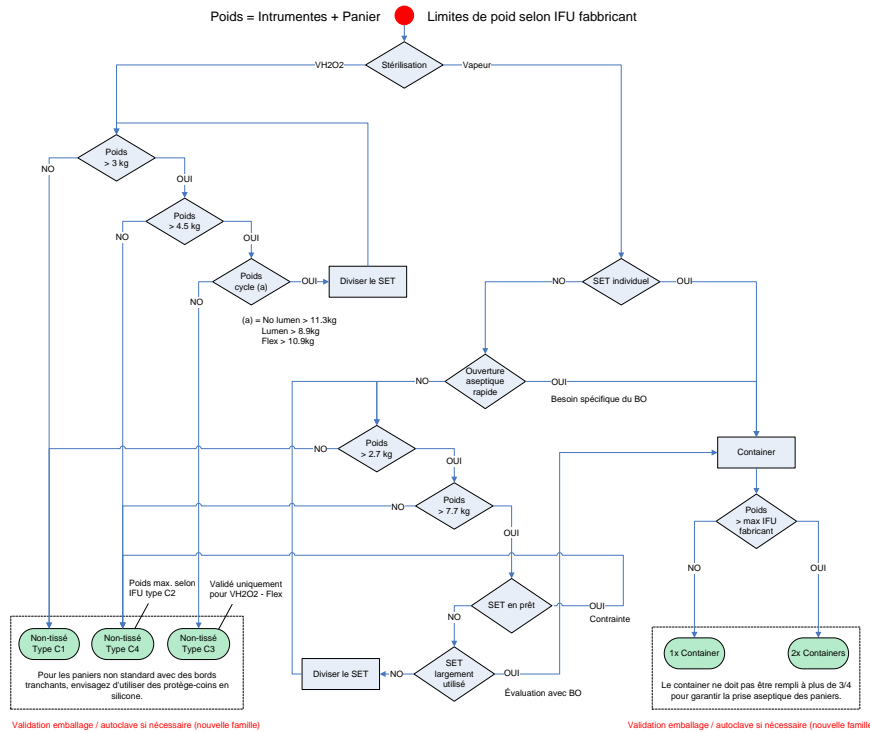 Poids = Intrumentes + Panier
Limites de poid selon IFU fabbricant
Stérilisation
VH2O2
Vapeur
Poids
> 3 kg
NO
OUI
Poids
> 4.5 kg
NO
OUI
Poids
cycle (a)
OUI
Diviser le SET
NO
SET individuel
NO
OUI
(a) = No lumen > 11.3kg
Lumen > 8.9kg
Flex > 10.9kg
Ouverture
aseptique
rapide
NO
OUI
Besoin spécifique du BO
Poids
> 2.7 kg
NO
OUI
Container
Poids
> 7.7 kg
NO
OUI
Poids
> max IFU
fabricant
NO
OUI
Poids max. selon
IFU type C2
Validé uniquement
pour VH2O2 - Flex
SET en prêt
NO
OUI
Contrainte
Non-tissé
Type C1
Non-tissé
Type C4
Non-tissé
Type C3
1x Container
2x Containers
Diviser le SET
NO
SET
largement
utilisé
OUI
Évaluation avec BO
Pour les paniers non standard avec des bords
tranchants, envisagez d'utiliser des protège-coins en
silicone.
Le container ne doit pas être rempli à plus de 3/4
pour garantir la prise aseptique des paniers.
Validation emballage / autoclave si nécessaire (nouvelle famille)
Validation emballage / autoclave si nécessaire (nouvelle famille